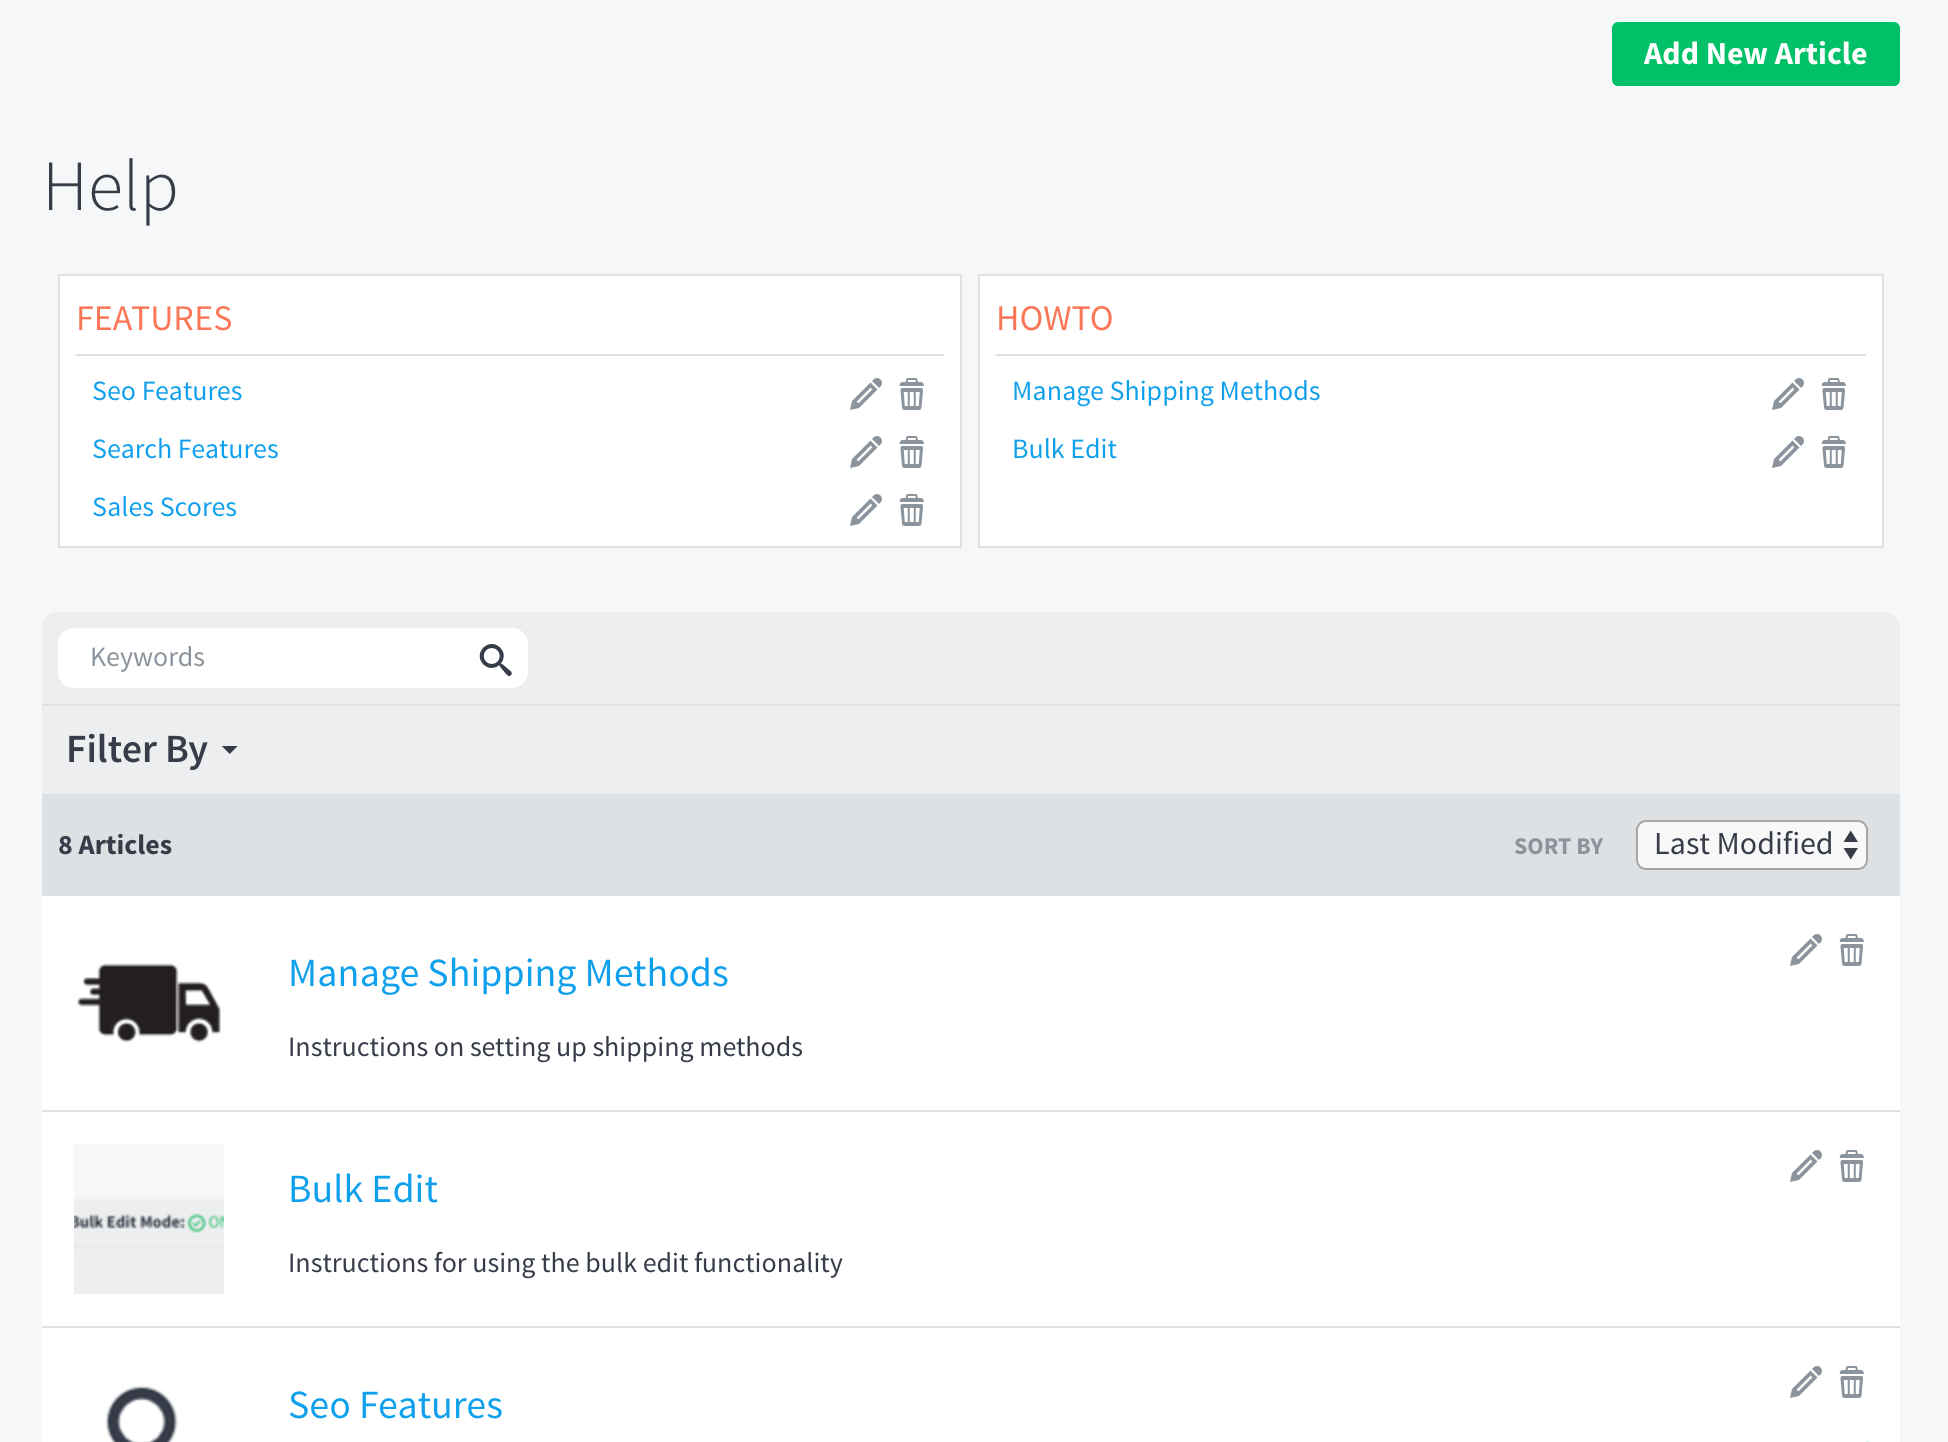 Add New Article
Help
FEATURES
Seo Features
Search Features
Sales Scores
HOWTO
Manage Shipping Methods
Bulk Edit
Keywords
Filter By
8 Articles
SORT BY
Last Modified
Manage Shipping Methods
Instructions on setting up shipping methods
Bulk Edit Mode:
Bulk Edit
Instructions for using the bulk edit functionality
Seo Features